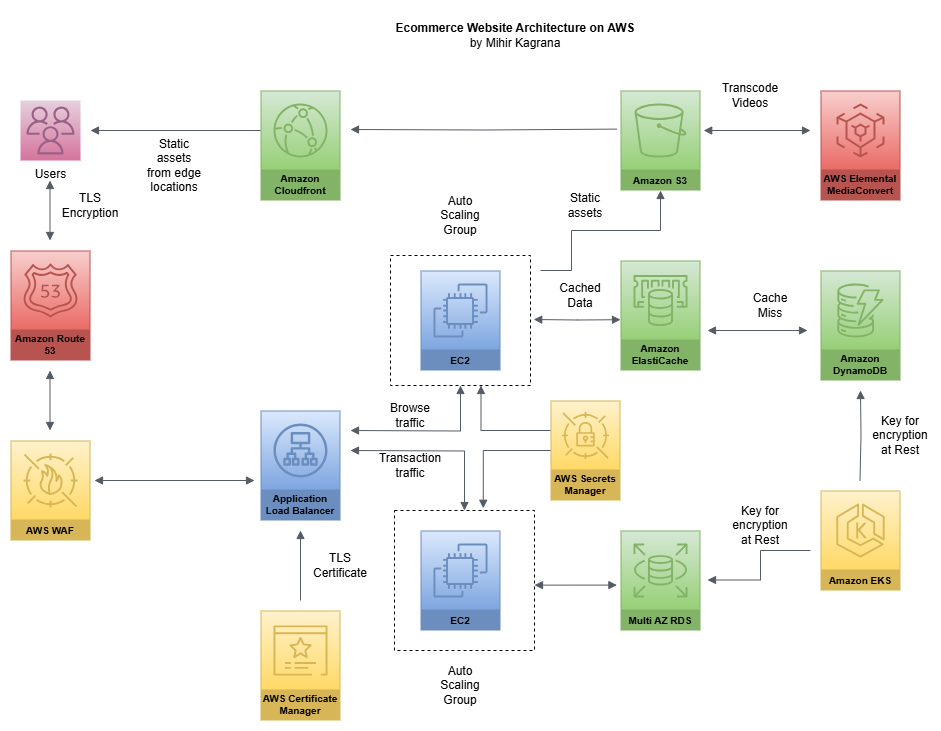 Ecommerce Website Architecture on AWS
by Mihir Kagrana
Transcode
Videos
Users
Static
assets
from edge
locations
Amazon
Cloudfront
Amazon S3
AWS Elemental
MediaConvert
TLS
Encryption
Auto
Scaling
Group
Static
assets
53
Amazon Route
53
EC2
Cached
Data
Amazon
ElastiCache
Cache
Miss
Amazon
DynamoDB
Browse
traffic
Transaction
traffic
AWS Secrets
Manager
Key for
encryption
at Rest
AWS WAF
Application
Load Balancer
TLS
Certificate
EC2
Multi AZ RDS
Key for
encryption
at Rest
K
Amazon EKS
AWS Certificate
Manager
Auto
Scaling
Group